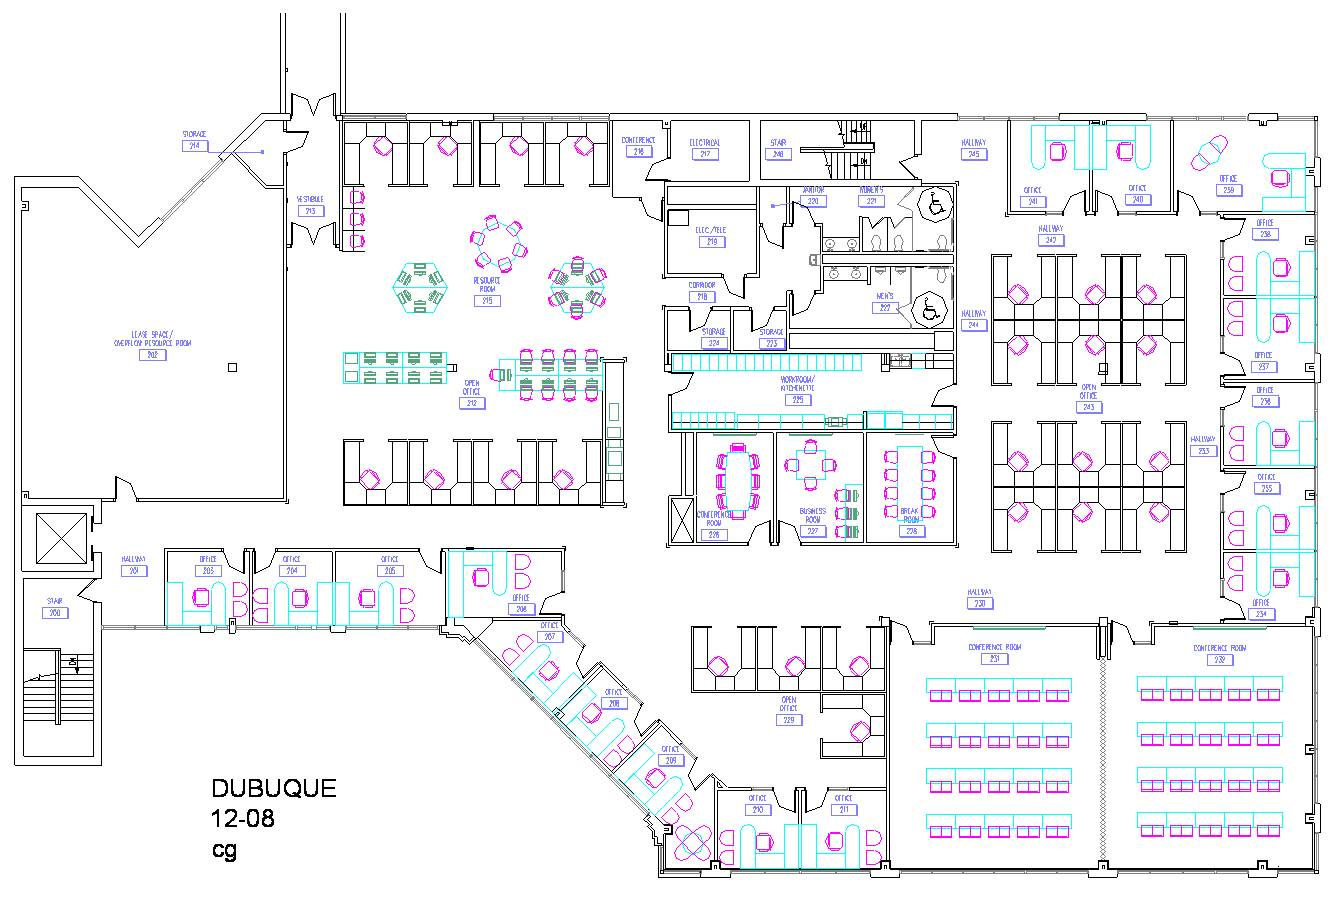 STORAGE
214
VESTIBULE
213
CONFERENCE
216
ELECTRICAL
217
STAIR
246
HALLWAY
245
OFFICE
241
OFFICE
240
OFFICE
239
OFFICE
238
JANITOR
220
WOMEN'S
221
ELEC./TELE
219
CORRIDOR
218
MEN'S
222
STORAGE
224
STORAGE
223
HALLWAY
242
HALLWAY
244
OFFICE
237
RESOURCE
ROOM
215
LEASE SPACE/
OVERFLOW RESOURCE ROOM
202
OPEN
OFFICE
212
WORKROOM/
KITCHENETTE
225
OPEN
OFFICE
243
OFFICE
236
HALLWAY
233
OFFICE
235
CONFERENCE
ROOM
226
BUSINESS
ROOM
227
BREAK
ROOM
228
HALLWAY
201
OFFICE
203
OFFICE
204
OFFICE
205
OFFICE
206
STAIR
200
DN
HALLWAY
230
OFFICE
234
OFFICE
207
OFFICE
208
OFFICE
209
OPEN
OFFICE
229
CONFERENCE ROOM
231
CONFERENCE ROOM
232
OFFICE
210
OFFICE
211
DUBUQUE
12-08
cg